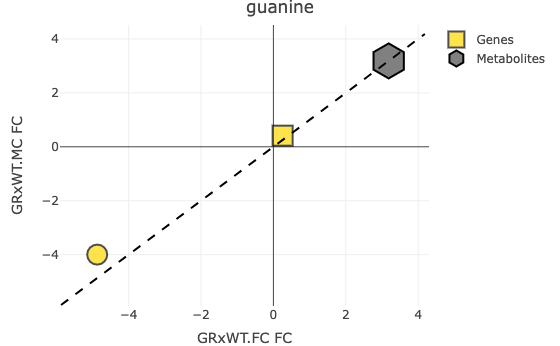 guanine
Genes
Metabolites
4
2
0
−2
−4
−4
−2
0
2
4
GRxWT.MC FC
GRxWT.FC FC